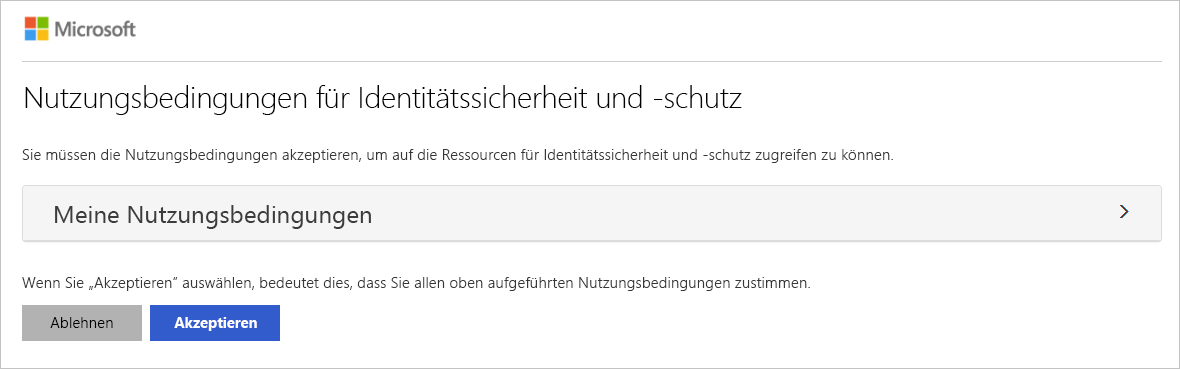 Microsoft
Nutzungsbedingungen für Identitätssicherheit und -schutz
Sie müssen die Nutzungsbedingungen akzeptieren, um auf die Ressourcen für Identitätssicherheit und -schutz zugreifen zu können.
Meine Nutzungsbedingungen
Wenn Sie „Akzeptieren“ auswählen, bedeutet dies, dass Sie allen oben aufgeführten Nutzungsbedingungen zustimmen.
Ablehnen Akzeptieren